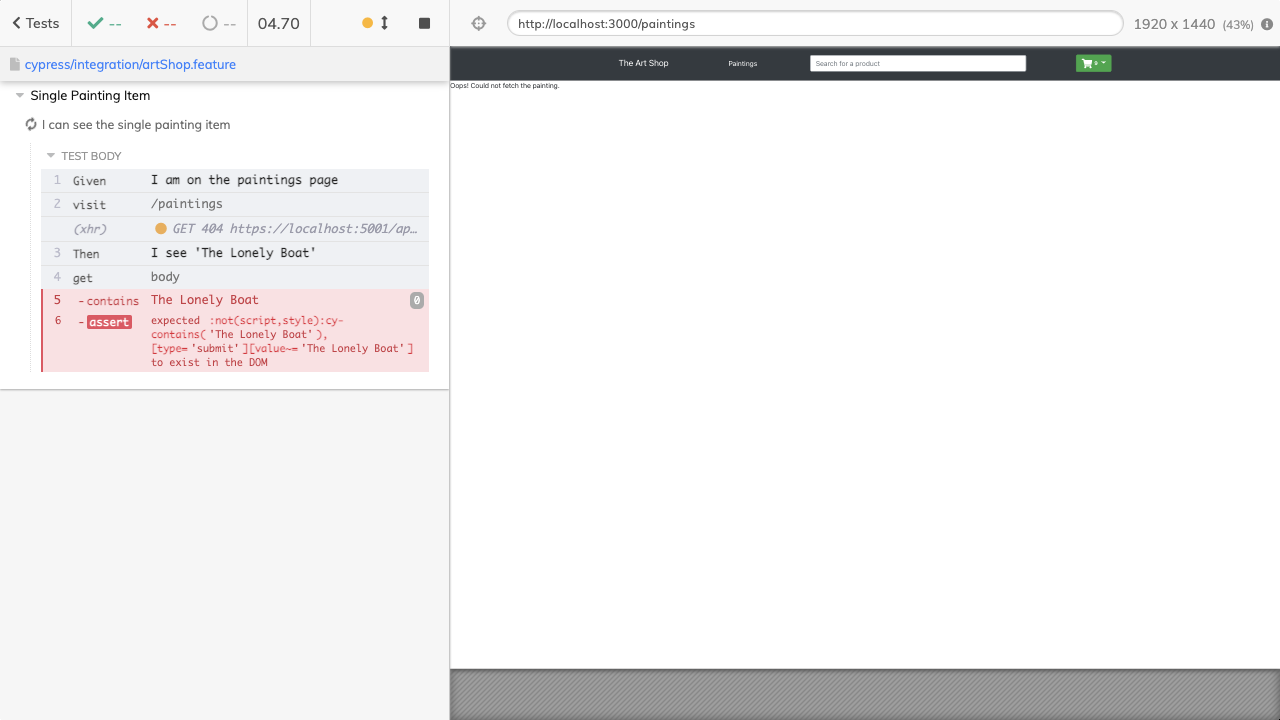 Tests
--
--
--
04.70
http://localhost:3000/paintings
1920 x 1440 (43%)
cypress/integration/artShop.feature
Single Painting Item
I can see the single painting item
TEST BODY
1 Given I am on the paintings page
2 visit /paintings
(xhr) GET 404 https://localhost:5001/ap…
3 Then I see 'The Lonely Boat'
4 get body
5 -contains The Lonely Boat 0
6 -assert expected :not(script,style):cy-
contains('The Lonely Boat'),
[type='submit'][value~='The Lonely Boat']
to exist in the DOM
The Art Shop
Paintings
Search for a product
0
Oops! Could not fetch the painting.